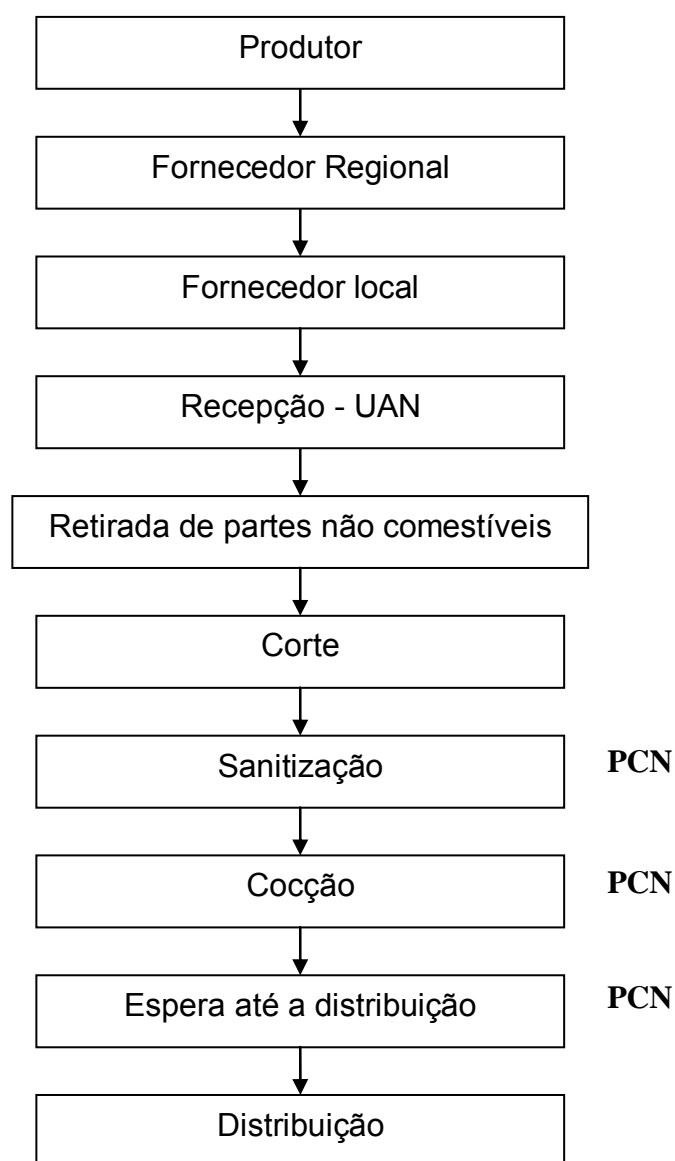 Produtor
Fornecedor Regional
Fornecedor local
Recepção - UAN
Retirada de partes não comestíveis
Corte
Sanitização PCN
Cocção PCN
Espera até a distribuição PCN
Distribuição